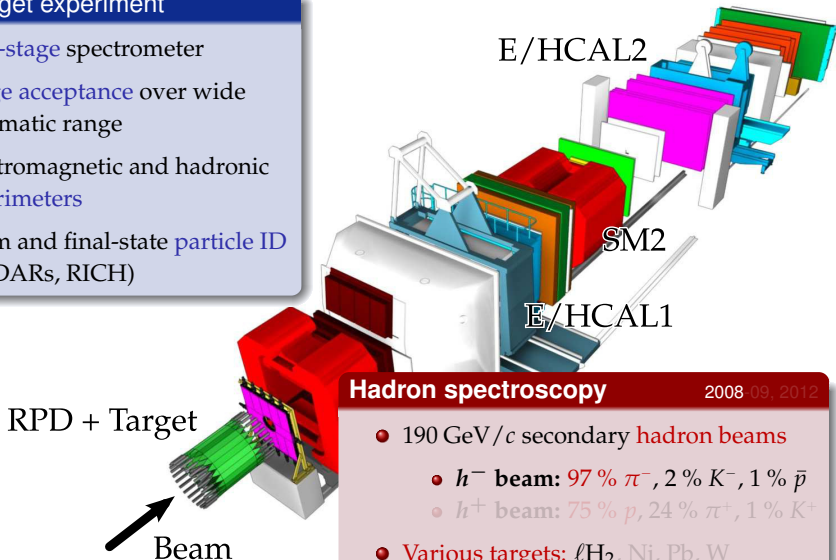 get experiment
-stage spectrometer
e acceptance over wide
matic range
tromagnetic and hadronic
rimeters
m and final-state particle ID
DARs, RICH)
E/HCAL2
SM2
E/HCAL1
RPD + Target
Beam
Hadron spectroscopy 2008-09, 2012
• 190 GeV/c secondary hadron beams
• h⁻ beam: 97 % π⁻, 2 % K⁻, 1 % p̄
• h⁺ beam: 75 % p, 24 % π⁺, 1 % K⁺
• Various targets: ℓH₂, Ni, Pb, W